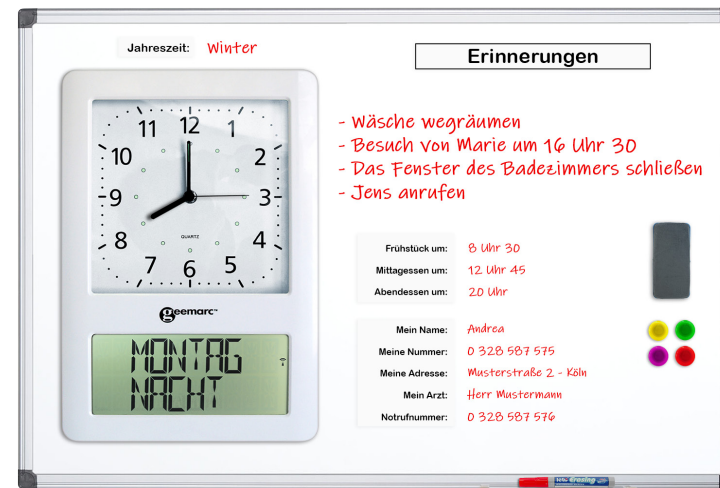 Jahreszeit: Winter
Erinnerungen
12
1
2
3
4
5
6
7
8
9
10
11
QUARTZ
geemarc™
MONTAG
NACHT
- Wäsche wegräumen
- Besuch von Marie um 16 Uhr 30
- Das Fenster des Badezimmers schließen
- Jens anrufen
Frühstück um: 8 Uhr 30
Mittagessen um: 12 Uhr 45
Abendessen um: 20 Uhr
Mein Name: Andrea
Meine Nummer: 0 328 587 575
Meine Adresse: Musterstraße 2 - Köln
Mein Arzt: Herr Mustermann
Notrufnummer: 0 328 587 576
Erasing